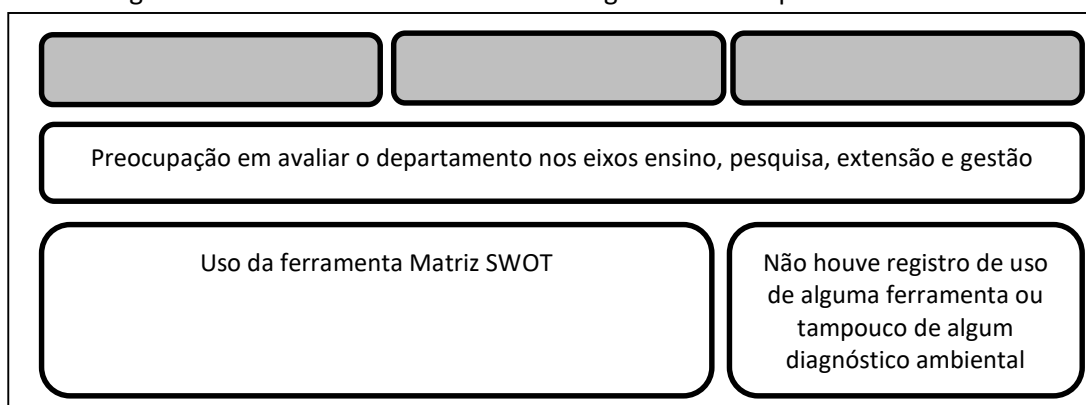 Preocupação em avaliar o departamento nos eixos ensino, pesquisa, extensão e gestão
Uso da ferramenta Matriz SWOT
Não houve registro de uso
de alguma ferramenta ou
tampouco de algum
diagnóstico ambiental